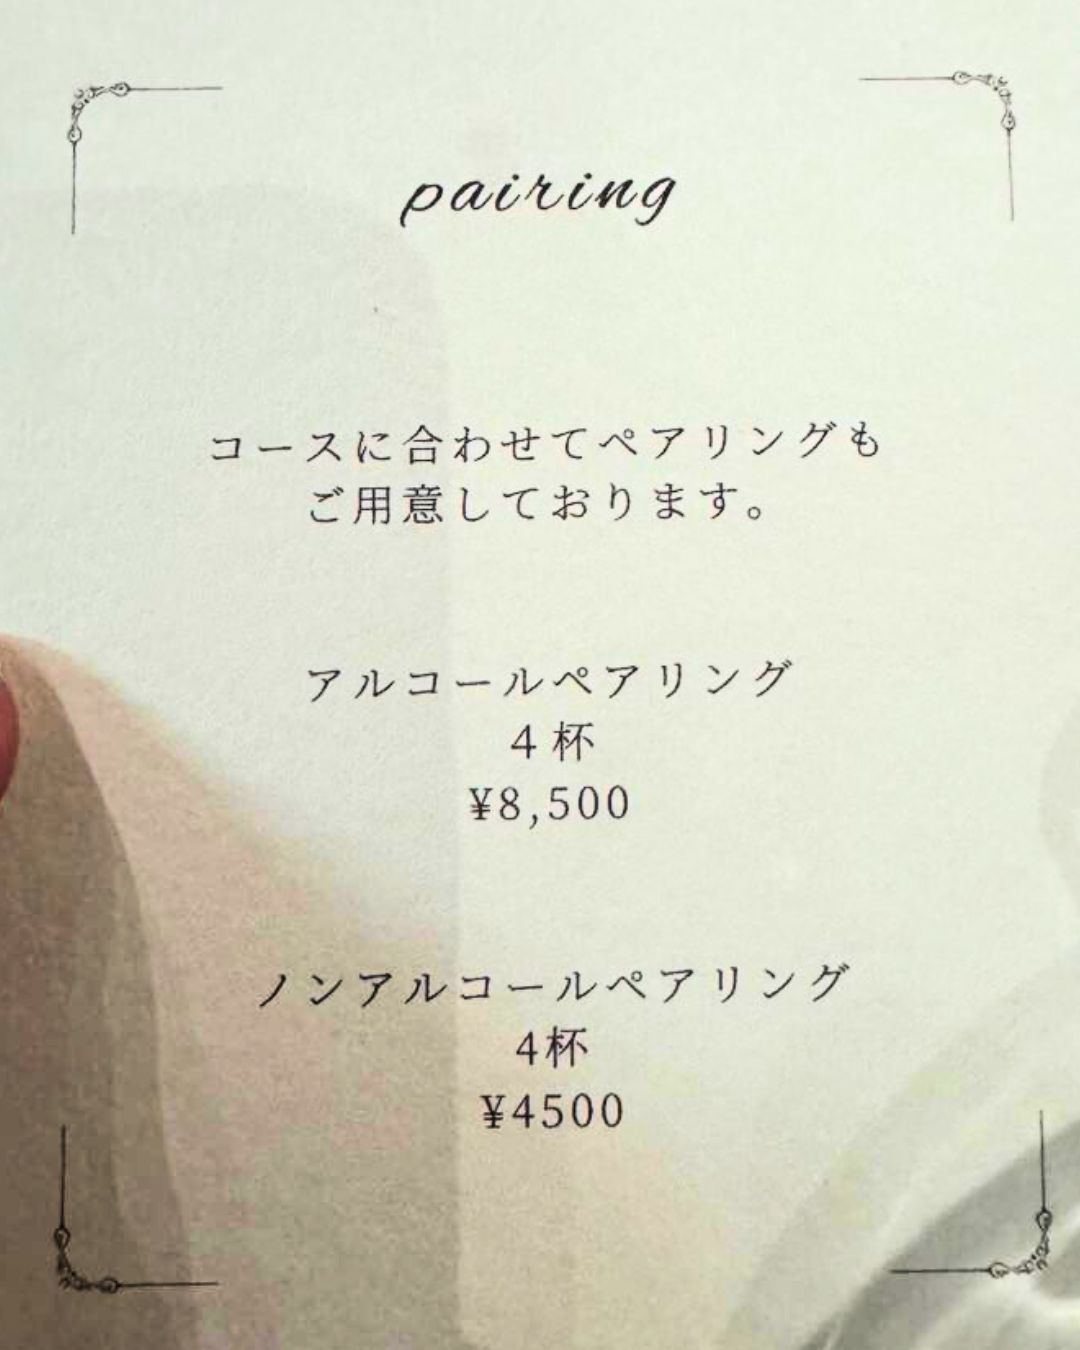 pairing
コースに合わせてペアリングも
ご用意しております。
アルコールペアリング
4 杯
¥8,500
ノンアルコールペアリング
4杯
¥4500